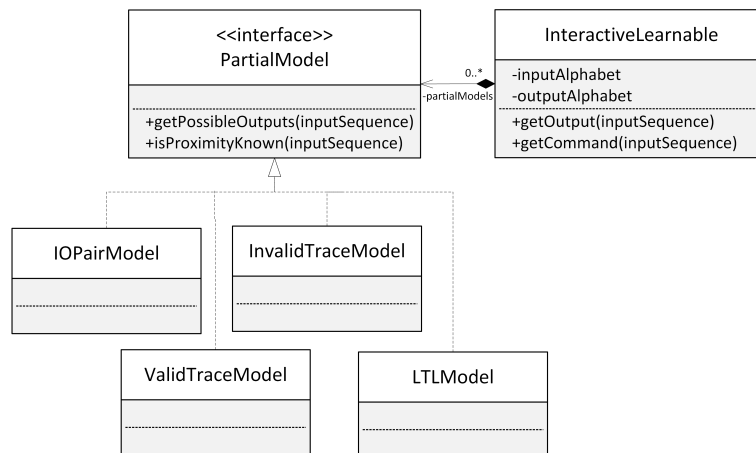 <<interface>>
PartialModel
+getPossibleOutputs(inputSequence)
+isProximityKnown(inputSequence)
0..*
-partialModels
InteractiveLearnable
-inputAlphabet
-outputAlphabet
+getOutput(inputSequence)
+getCommand(inputSequence)
IOPairModel
InvalidTraceModel
ValidTraceModel
LTLModel